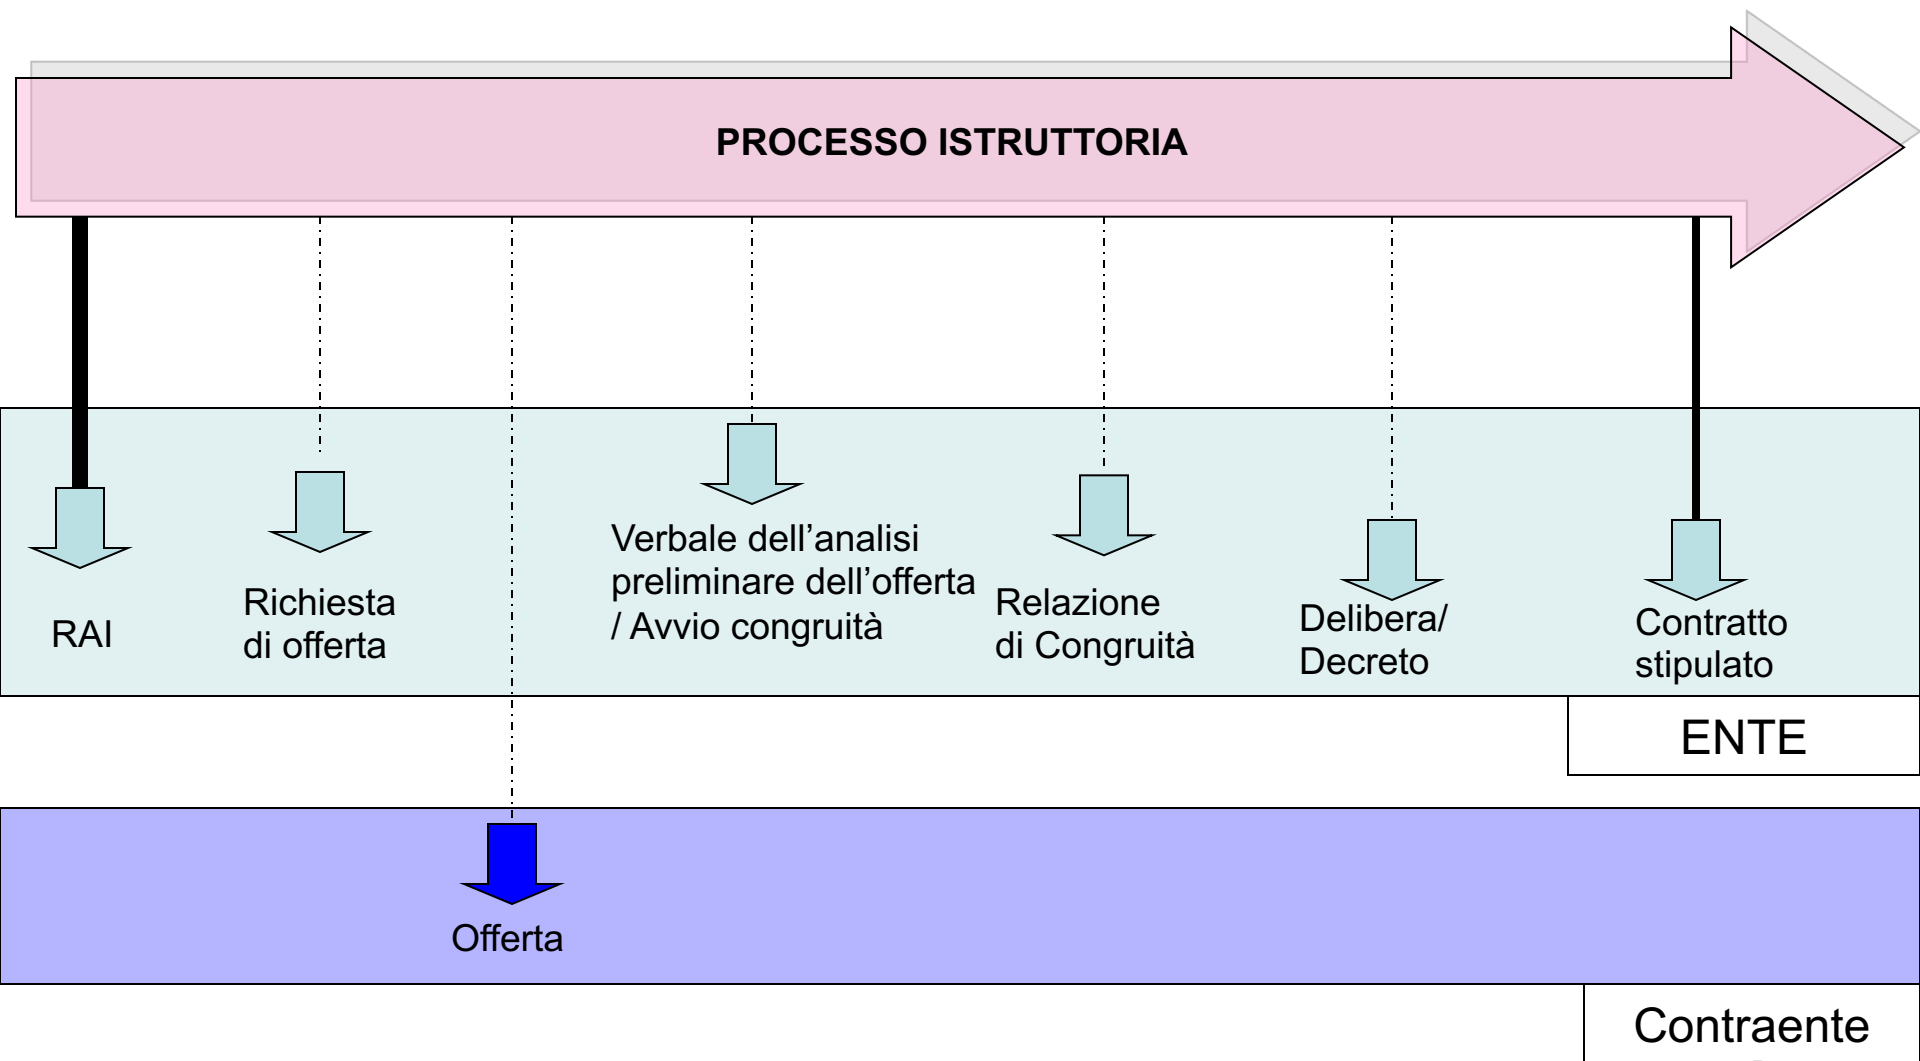 PROCESSO ISTRUTTORIA
RAI
Richiesta
di offerta
Verbale dell’analisi
preliminare dell’offerta
/ Avvio congruità
Relazione
di Congruità
Delibera/
Decreto
Contratto
stipulato
ENTE
Offerta
Contraente